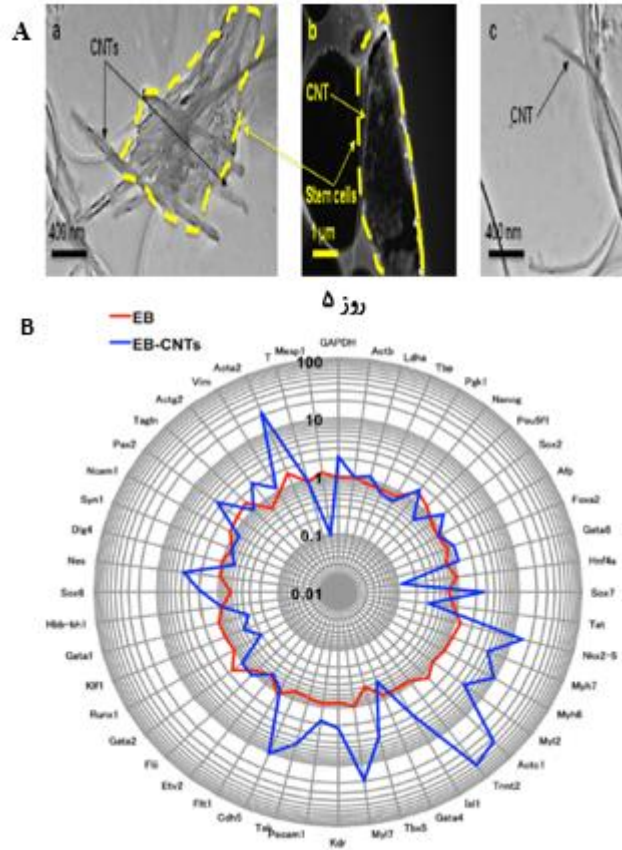 A
a
CNTs
400 nm
b
CNT
Stem cells
1 µm
c
CNT
400 nm
روز ۵
B
EB
EB-CNTs
100
10
1
0.1
0.01
GAPDH
Actb
Ldha
Tbp
Pgk1
Nanog
Pou5f1
Sox2
Afp
Foxa2
Gata6
Hnf4a
Sox7
Tat
Nkx2-5
Myh7
Myh6
Myl2
Actc1
Tnnt2
Isl1
Gata4
Tbx5
Myl7
Kdr
Pecam1
Cdh5
Flt1
Etv2
Gata2
Runx1
Klf1
Gata1
Hbb-bh1
Nes
Dlg4
Syn1
Ncam1
Pax2
Tagln
Actg2
Vim
Acta2
T
Mesp1